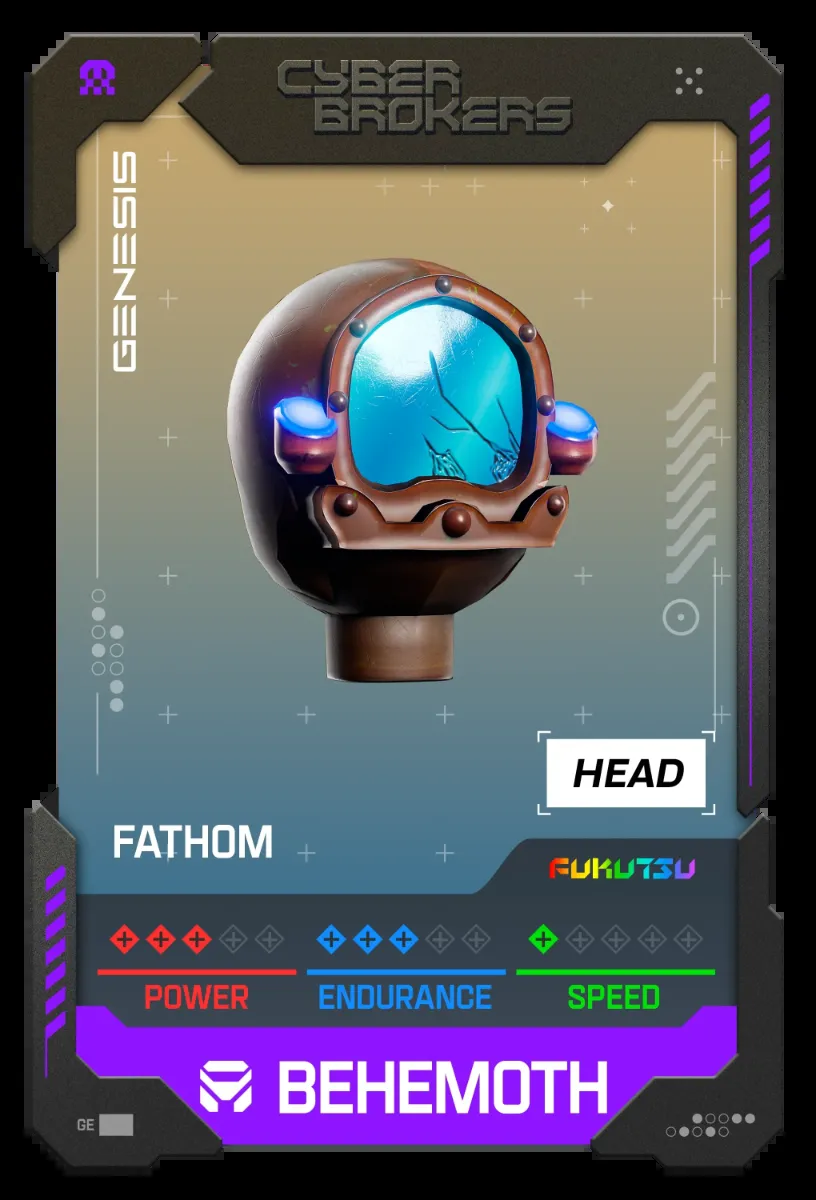 CYBER
BROKERS
GENESIS
HEAD
FATHOM
FUKUTSU
POWER ENDURANCE SPEED
BEHEMOTH
GE